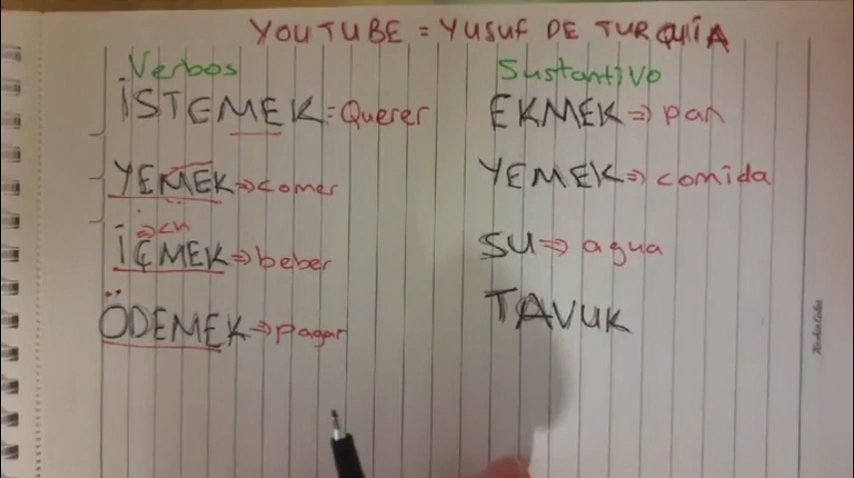 YOUTUBE = YUSUF DE TURQUÍA
Verbos
İSTEMEK = Querer
YEMEK => comer
=> ch
İÇMEK => beber
ÖDEMEK => pagar
Sustantivo
EKMEK => pan
YEMEK => comida
SU => agua
TAVUK